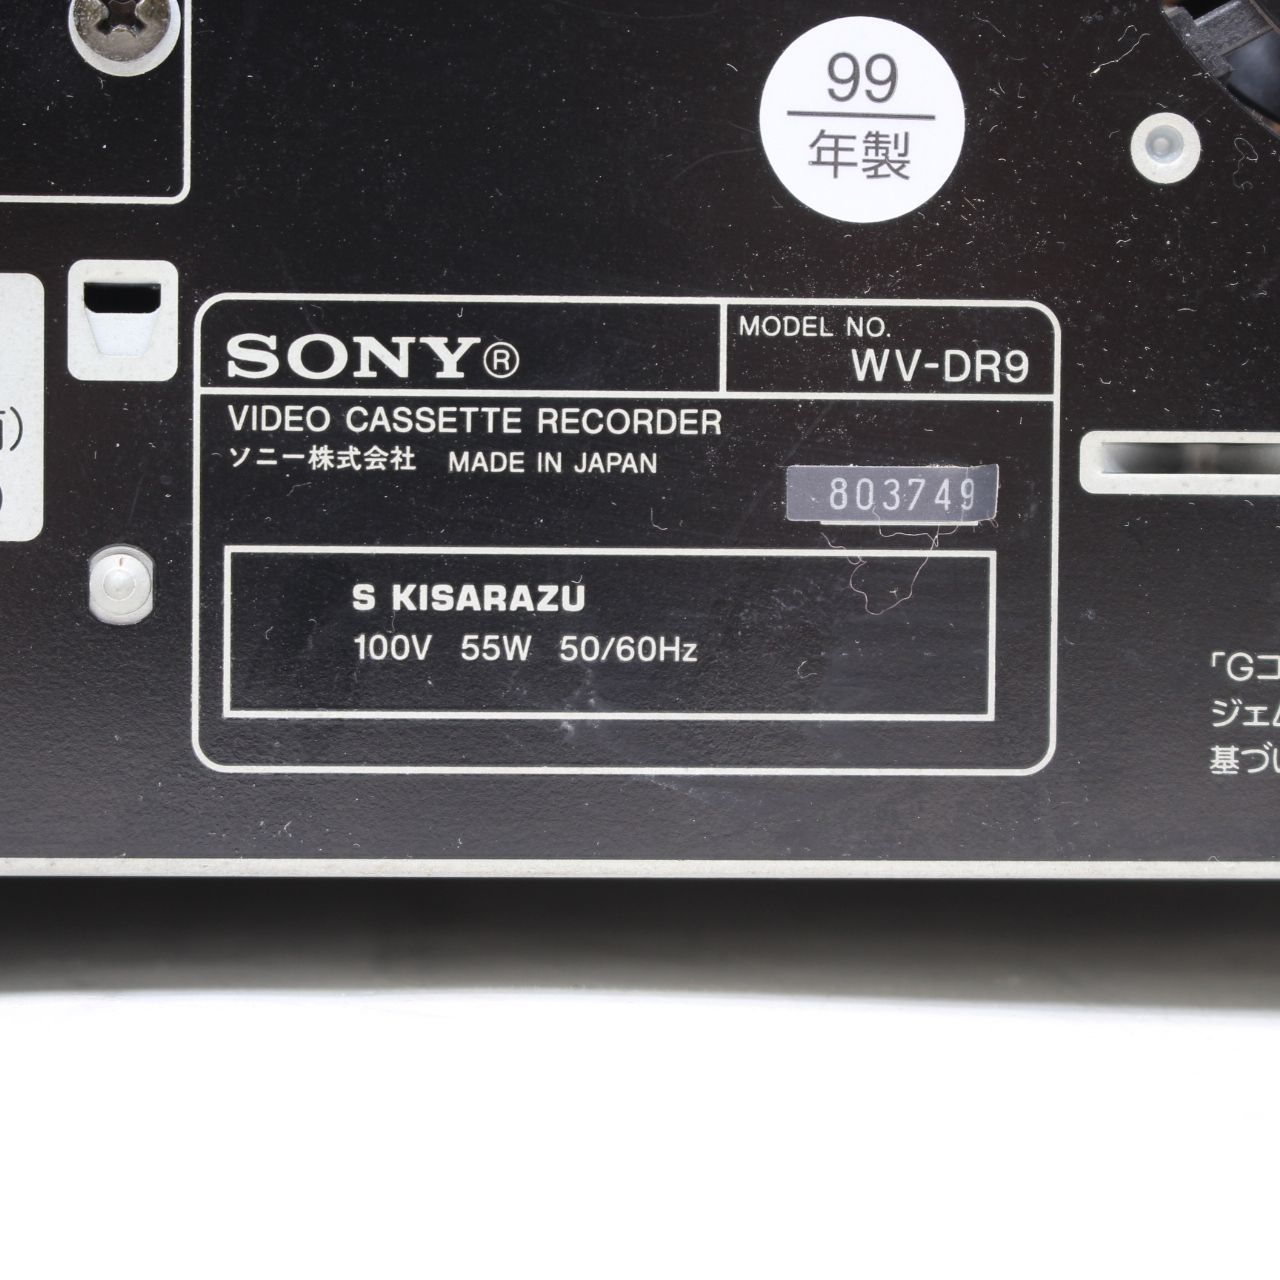 99
年製
SONY®
MODEL NO.
WV-DR9
VIDEO CASSETTE RECORDER
ソニー株式会社 MADE IN JAPAN
803749
S KISARAZU
100V 55W 50/60Hz
)
)
「Gコ
ジェム
基づい